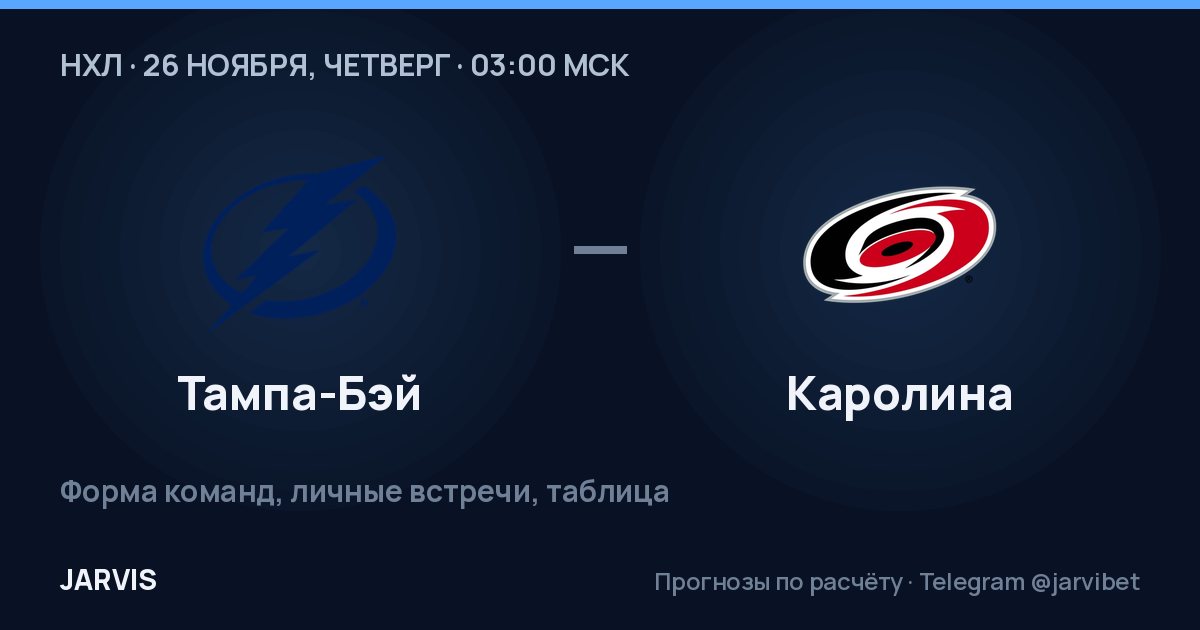 НХЛ · 26 НОЯБРЯ, ЧЕТВЕРГ · 03:00 МСК
Тампа-Бэй — Каролина
Форма команд, личные встречи, таблица
JARVIS
Прогнозы по расчёту · Telegram @jarvibet